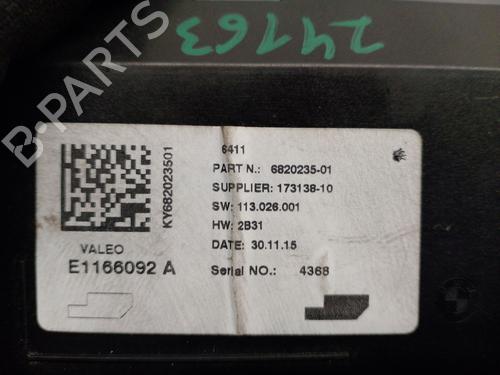 24163
B-PARTS
6411
PART N.: 6820235-01
SUPPLIER: 173138-10
SW: 113.026.001
HW: 2B31
DATE: 30.11.15
Serial NO.: 4368
KY682023501
VALEO
E1166092 A